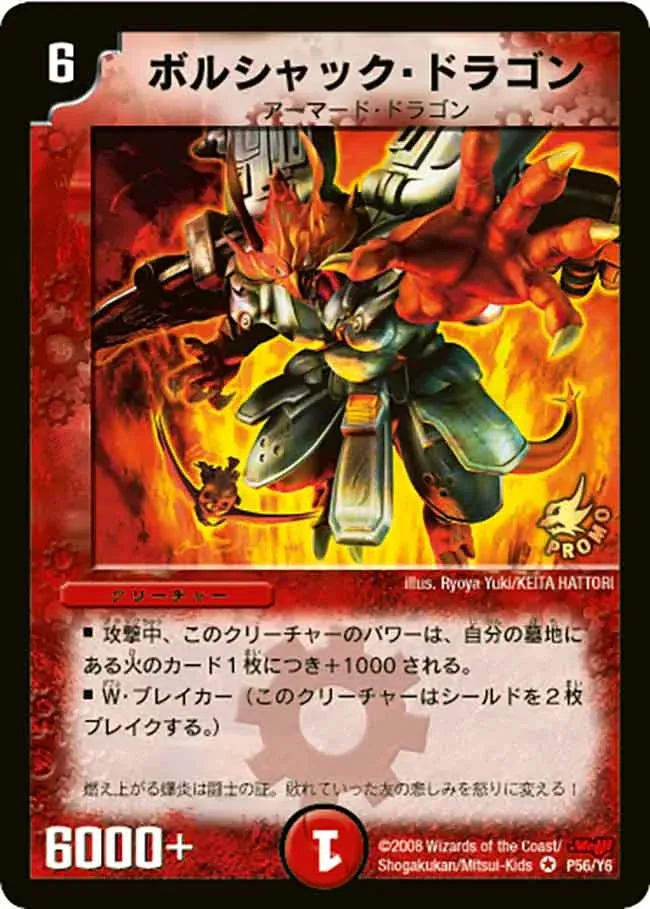 6
ボルシャック・ドラゴン
アーマード・ドラゴン
PROMO
illus. Ryoya Yuki/KEITA HATTORI
クリーチャー
■ 攻撃中、このクリーチャーのパワーは、自分の墓地に
ある火のカード1枚につき+1000 される。
■ W・ブレイカー（このクリーチャーはシールドを2枚
ブレイクする。）
燃え上がる爆炎は闘士の証。敗れていった友の悲しみを怒りに変える！
6000+
1
©2008 Wizards of the Coast/
Shogakukan/Mitsui-Kids
Meiji
P56/Y6